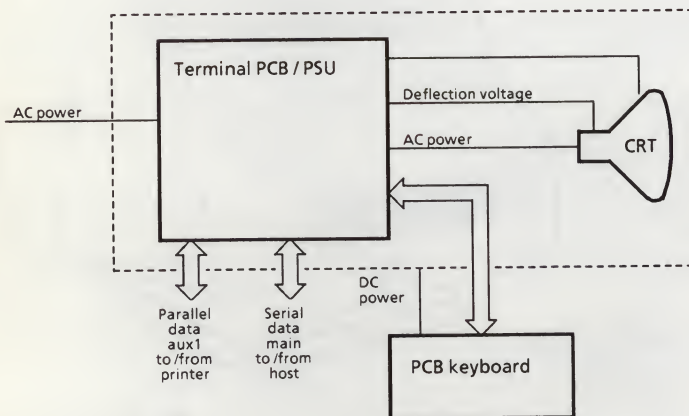 Terminal PCB / PSU
AC power
Deflection voltage
AC power
CRT
DC
power
Parallel
data
aux1
to /from
printer
Serial
data
main
to /from
host
PCB keyboard